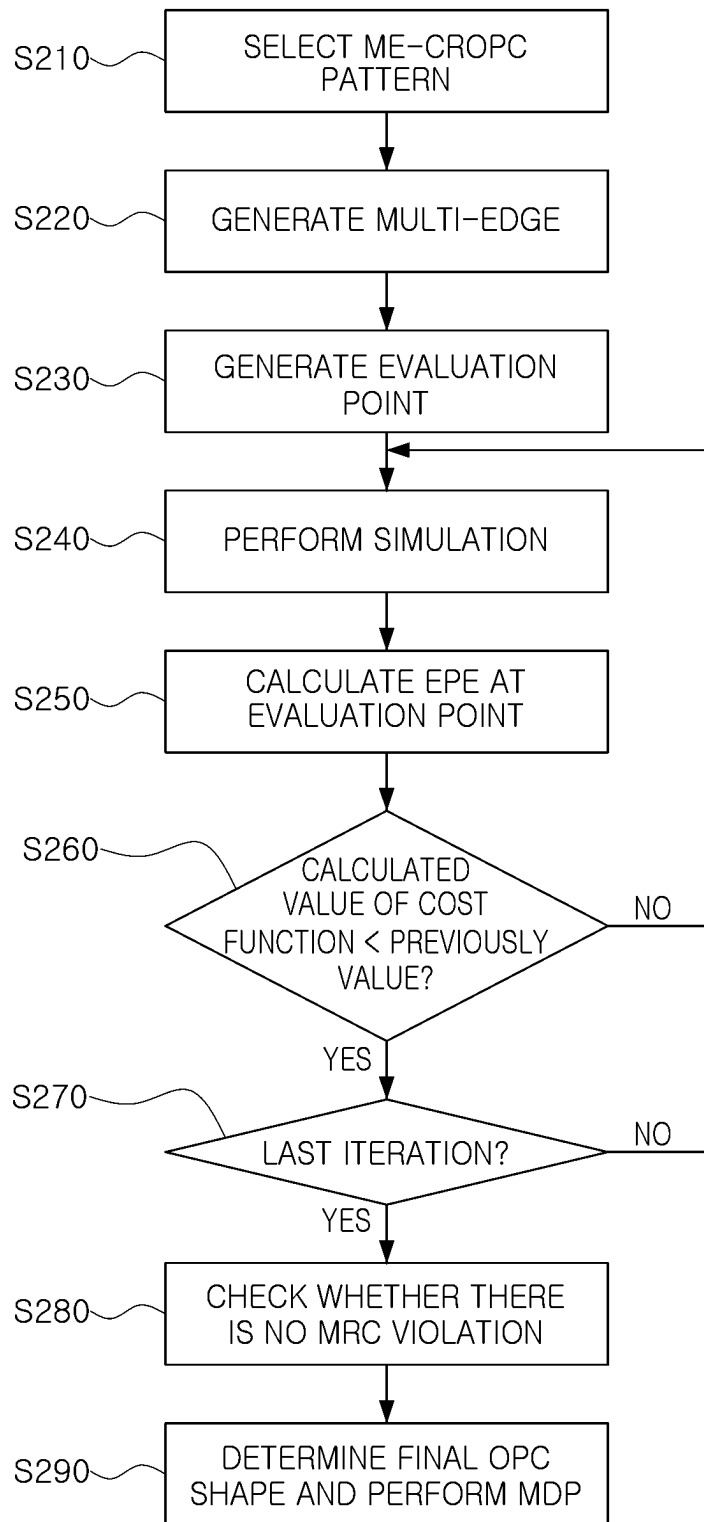 S210
SELECT ME-CROPC
PATTERN
S220
GENERATE MULTI-EDGE
S230
GENERATE EVALUATION
POINT
S240
PERFORM SIMULATION
S250
CALCULATE EPE AT
EVALUATION POINT
S260
CALCULATED
VALUE OF COST
FUNCTION < PREVIOUSLY
VALUE?
NO
YES
S270
LAST ITERATION?
NO
YES
S280
CHECK WHETHER THERE
IS NO MRC VIOLATION
S290
DETERMINE FINAL OPC
SHAPE AND PERFORM MDP